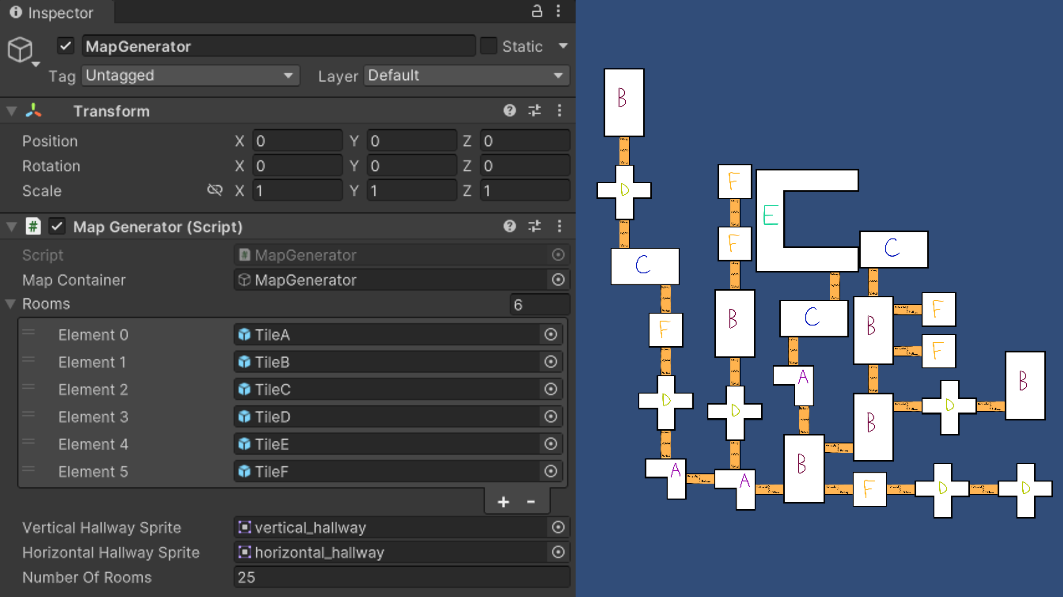 Inspector
MapGenerator
Static
Tag Untagged Layer Default
Transform
Position X 0 Y 0 Z 0
Rotation X 0 Y 0 Z 0
Scale X 1 Y 1 Z 1
# Map Generator (Script)
Script # MapGenerator
Map Container MapGenerator
Rooms 6
Element 0 TileA
Element 1 TileB
Element 2 TileC
Element 3 TileD
Element 4 TileE
Element 5 TileF
+ -
Vertical Hallway Sprite vertical_hallway
Horizontal Hallway Sprite horizontal_hallway
Number Of Rooms 25
B
D
F
E
F
C
C
B
C
B
F
F
F
A
B
D
D
B
D
B
A
B
A
F
D
D